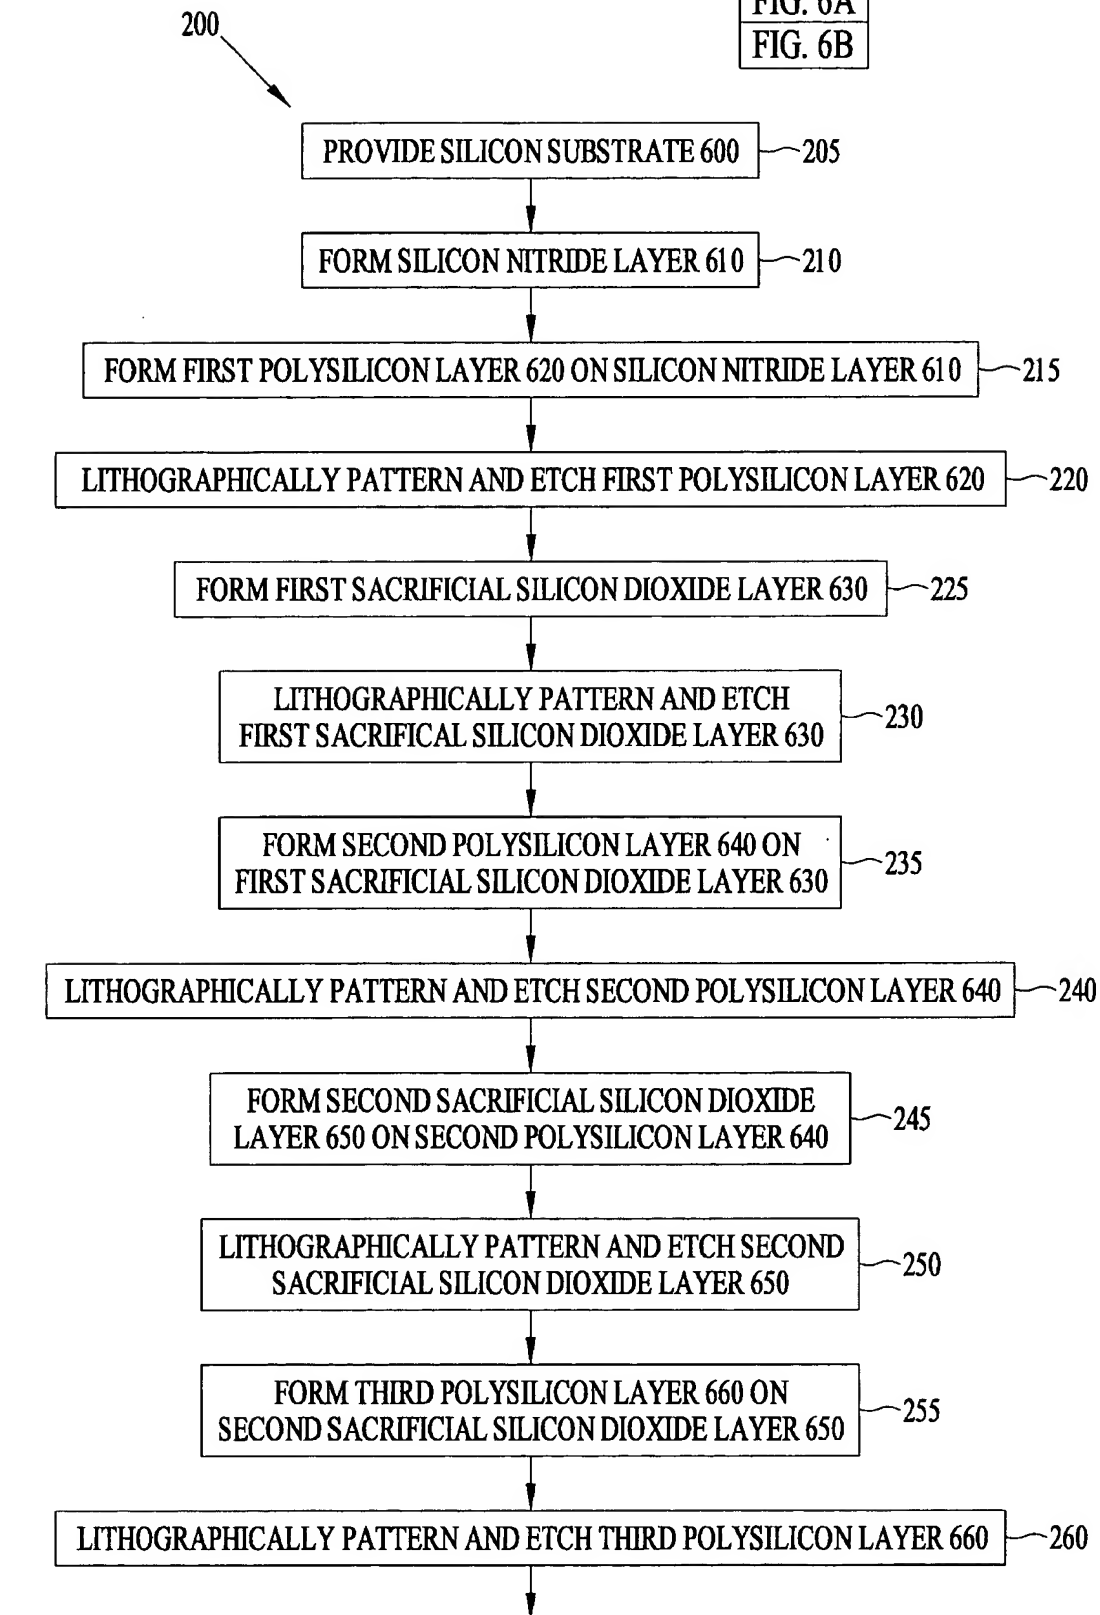 200
FIG. 6A
FIG. 6B
PROVIDE SILICON SUBSTRATE 600
205
FORM SILICON NITRIDE LAYER 610
210
FORM FIRST POLYSILICON LAYER 620 ON SILICON NITRIDE LAYER 610
215
LITHOGRAPHICALLY PATTERN AND ETCH FIRST POLYSILICON LAYER 620
220
FORM FIRST SACRIFICIAL SILICON DIOXIDE LAYER 630
225
LITHOGRAPHICALLY PATTERN AND ETCH
FIRST SACRIFICAL SILICON DIOXIDE LAYER 630
230
FORM SECOND POLYSILICON LAYER 640 ON
FIRST SACRIFICIAL SILICON DIOXIDE LAYER 630
235
LITHOGRAPHICALLY PATTERN AND ETCH SECOND POLYSILICON LAYER 640
240
FORM SECOND SACRIFICIAL SILICON DIOXIDE
LAYER 650 ON SECOND POLYSILICON LAYER 640
245
LITHOGRAPHICALLY PATTERN AND ETCH SECOND
SACRIFICIAL SILICON DIOXIDE LAYER 650
250
FORM THIRD POLYSILICON LAYER 660 ON
SECOND SACRIFICIAL SILICON DIOXIDE LAYER 650
255
LITHOGRAPHICALLY PATTERN AND ETCH THIRD POLYSILICON LAYER 660
260